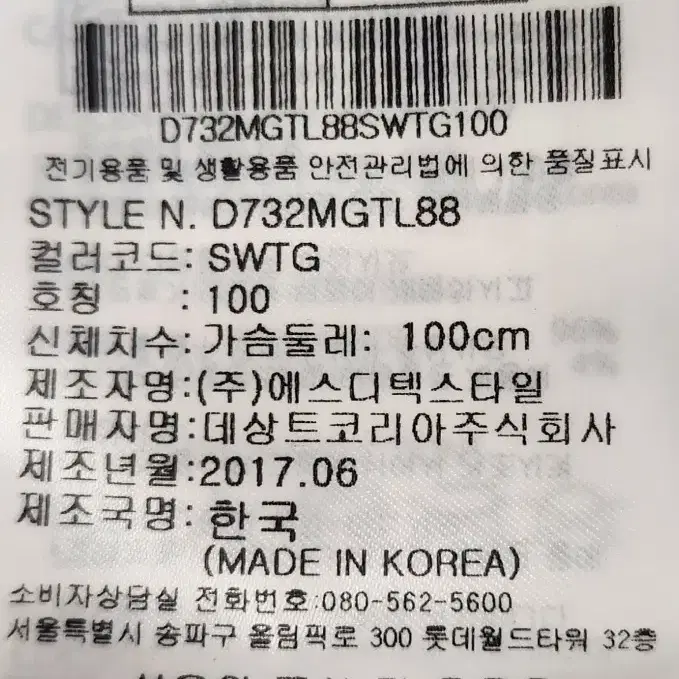 D732MGTL88SWTG100
전기용품 및 생활용품 안전관리법에 의한 품질표시
STYLE N. D732MGTL88
컬러코드: SWTG
호칭 : 100
신체치수: 가슴둘레: 100cm
제조자명:(주)에스디텍스타일
판매자명:데상트코리아주식회사
제조년월:2017.06
제조국명: 한국
(MADE IN KOREA)
소비자상담실 전화번호:080-562-5600
서울특별시 송파구 올림픽로 300 롯데월드타워 32층